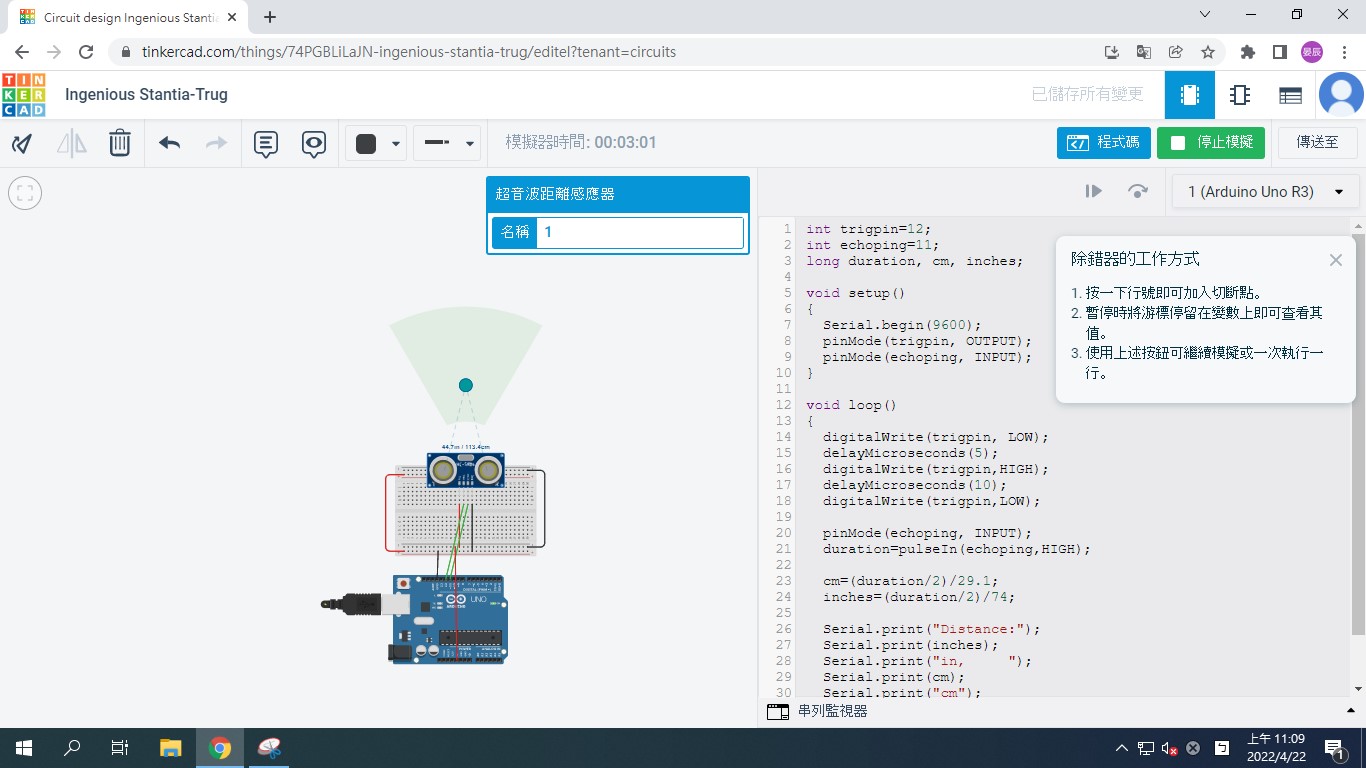 Circuit design Ingenious Stantia
tinkercad.com/things/74PGBLiLaJN-ingenious-stantia-trug/editel?tenant=circuits
晏辰
TINKERCAD
Ingenious Stantia-Trug
已儲存所有變更
模擬器時間: 00:03:01
程式碼
停止模擬
傳送至
超音波距離感應器
名稱 1
1 (Arduino Uno R3)
1 int trigpin=12;
2 int echoping=11;
3 long duration, cm, inches;
4
5 void setup()
6 {
7 Serial.begin(9600);
8 pinMode(trigpin, OUTPUT);
9 pinMode(echoping, INPUT);
10 }
11
12 void loop()
13 {
14 digitalWrite(trigpin, LOW);
15 delayMicroseconds(5);
16 digitalWrite(trigpin,HIGH);
17 delayMicroseconds(10);
18 digitalWrite(trigpin,LOW);
19
20 pinMode(echoping, INPUT);
21 duration=pulseIn(echoping,HIGH);
22
23 cm=(duration/2)/29.1;
24 inches=(duration/2)/74;
25
26 Serial.print("Distance:");
27 Serial.print(inches);
28 Serial.print("in,     ");
29 Serial.print(cm);
30 Serial.print("cm");
除錯器的工作方式
1. 按一下行號即可加入切斷點。
2. 暫停時將游標停留在變數上即可查看其
值。
3. 使用上述按鈕可繼續模擬或一次執行一
行。
44.7in / 113.4cm
UNO
ARDUINO
串列監視器
上午 11:09
2022/4/22
1